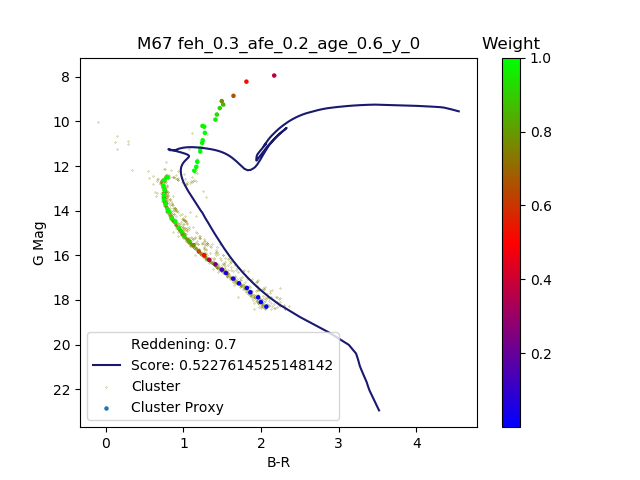 M67 feh_0.3_afe_0.2_age_0.6_y_0
Weight
G Mag
8
10
12
14
16
18
20
22
0
1
2
3
4
B-R
Reddening: 0.7
Score: 0.5227614525148142
Cluster
Cluster Proxy
1.0
0.8
0.6
0.4
0.2